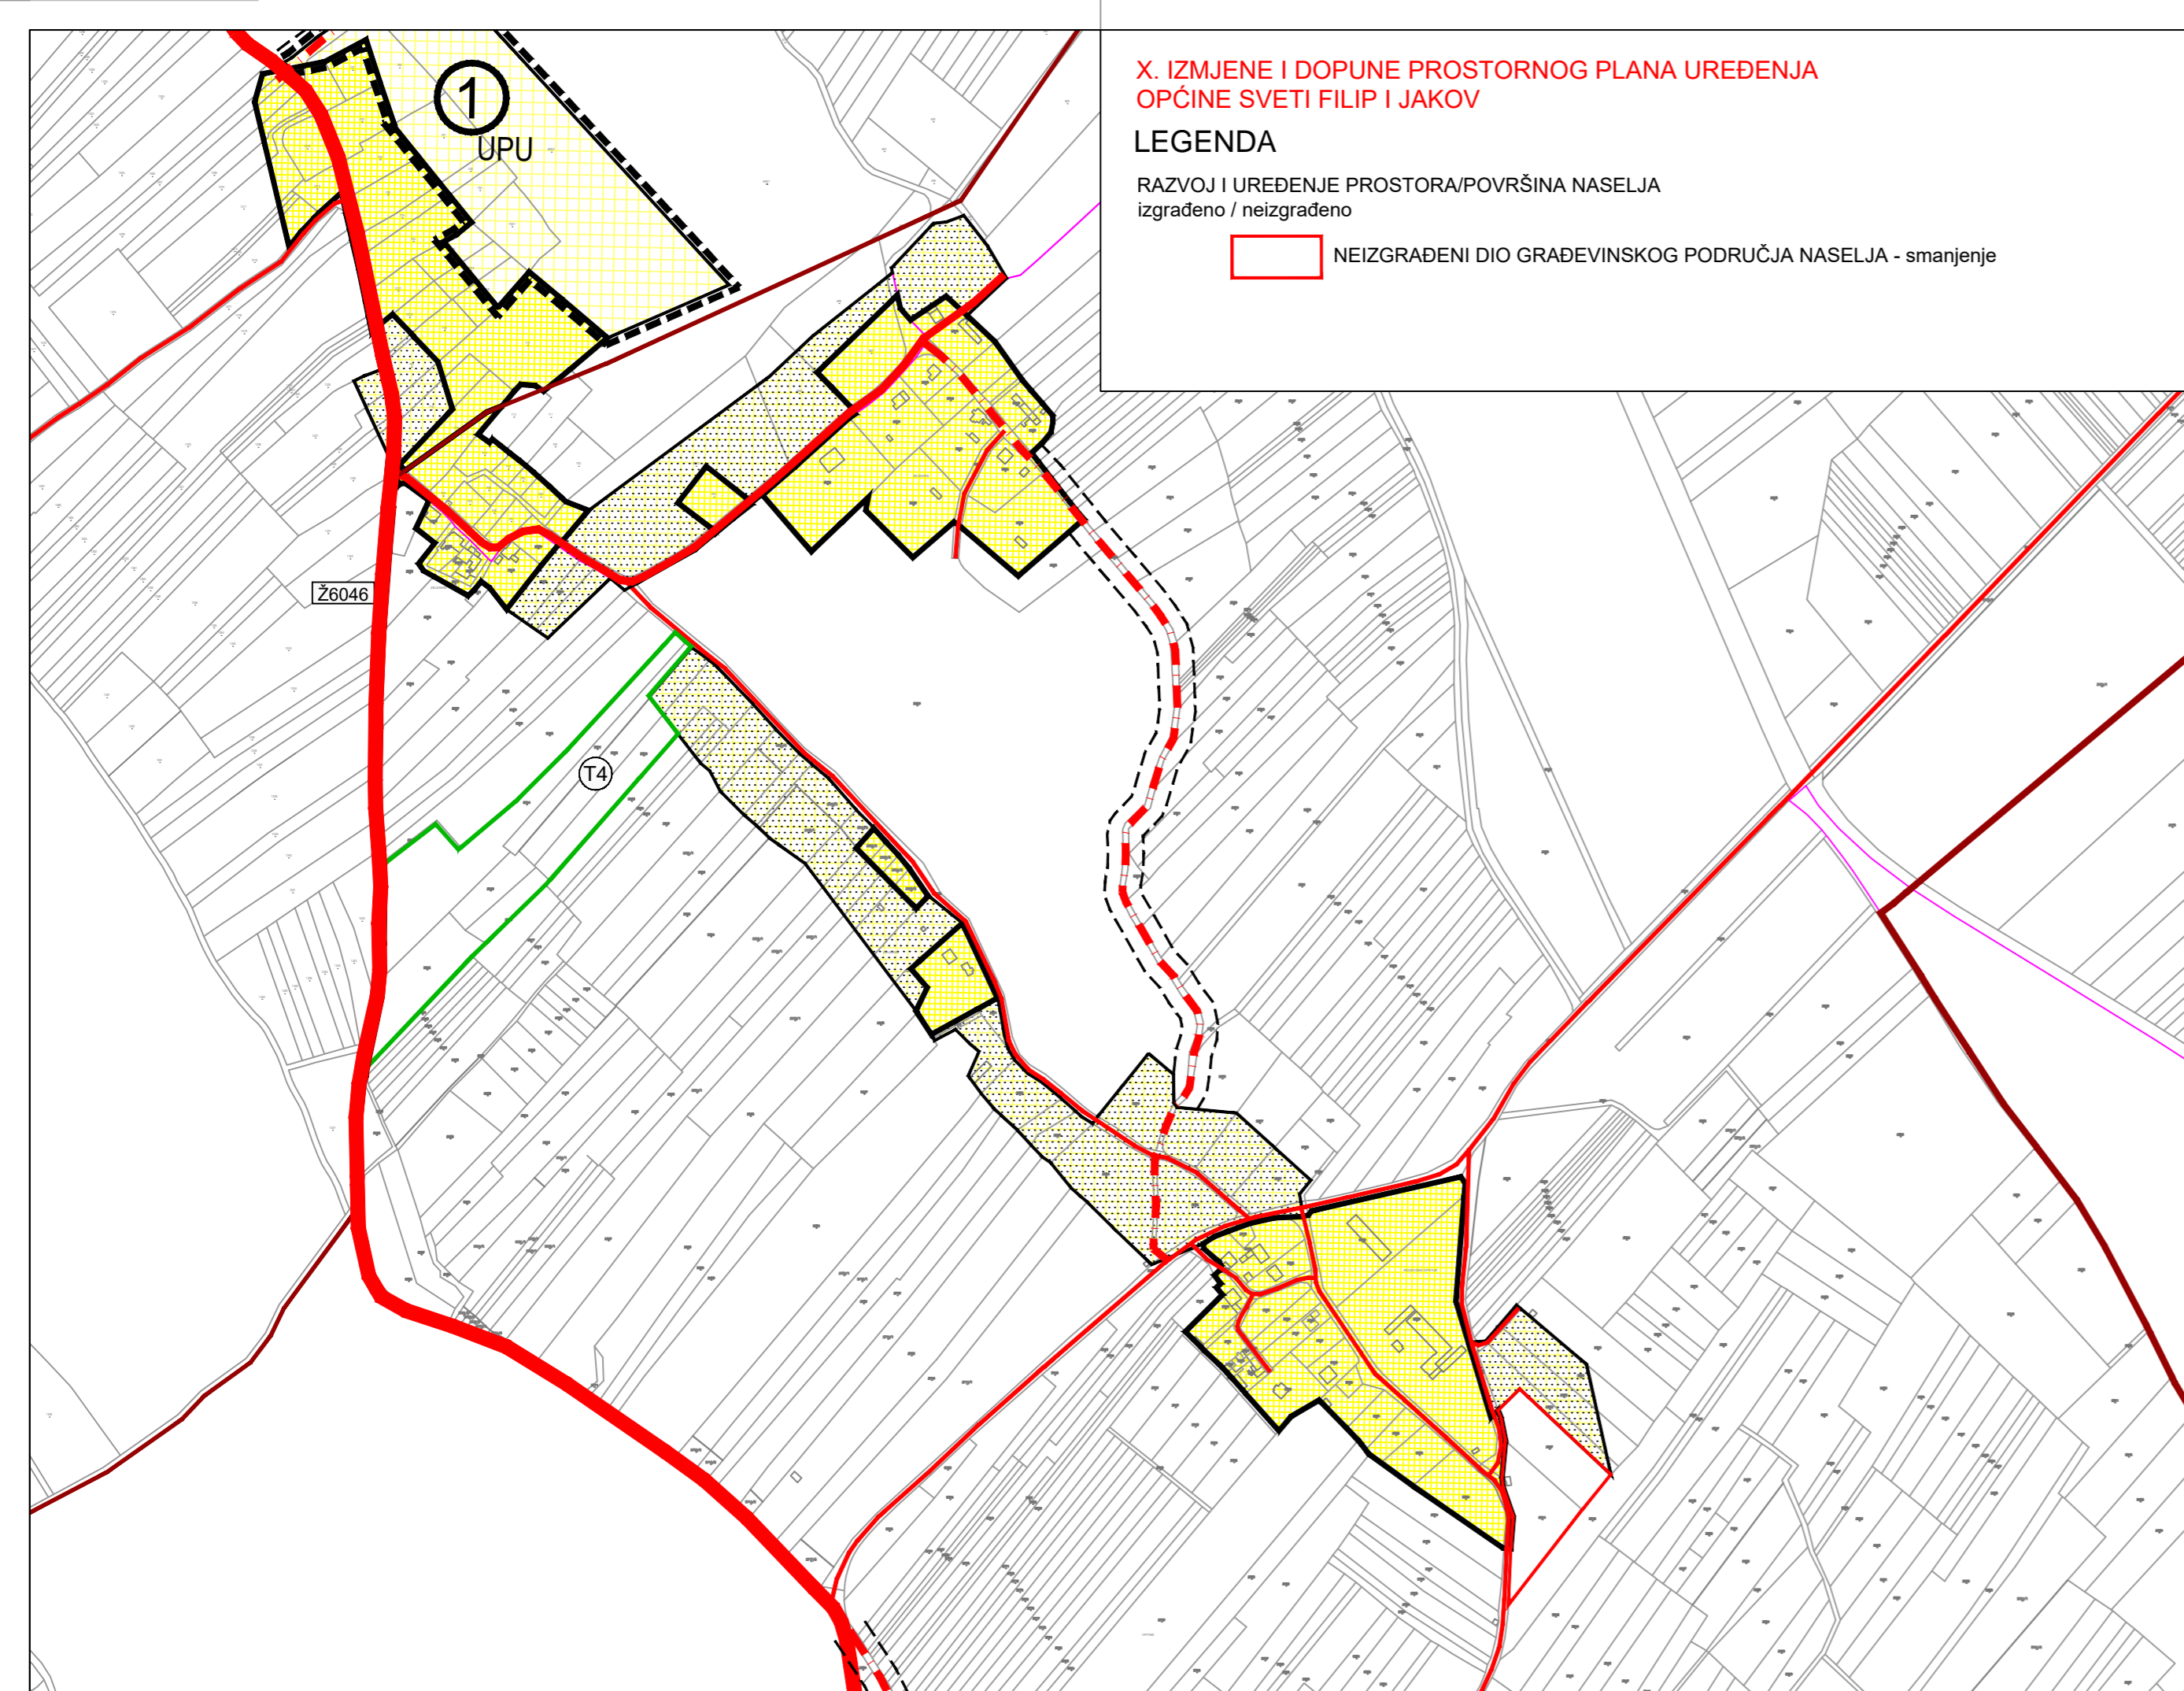 X. IZMJENE I DOPUNE PROSTORNOG PLANA UREĐENJA
OPĆINE SVETI FILIP I JAKOV
LEGENDA
RAZVOJ I UREĐENJE PROSTORA/POVRŠINA NASELJA
izgrađeno / neizgrađeno
NEIZGRAĐENI DIO GRAĐEVINSKOG PODRUČJA NASELJA - smanjenje
1
UPU
Ž6046
T4